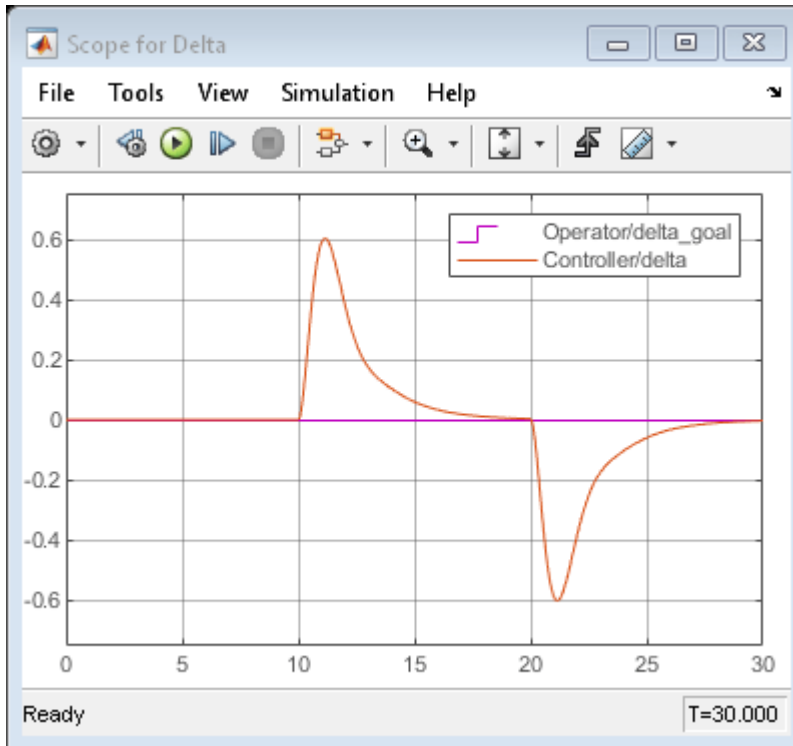 Scope for Delta
File Tools View Simulation Help
Operator/delta_goal
Controller/delta
0.6
0.4
0.2
0
-0.2
-0.4
-0.6
0 5 10 15 20 25 30
Ready T=30.000